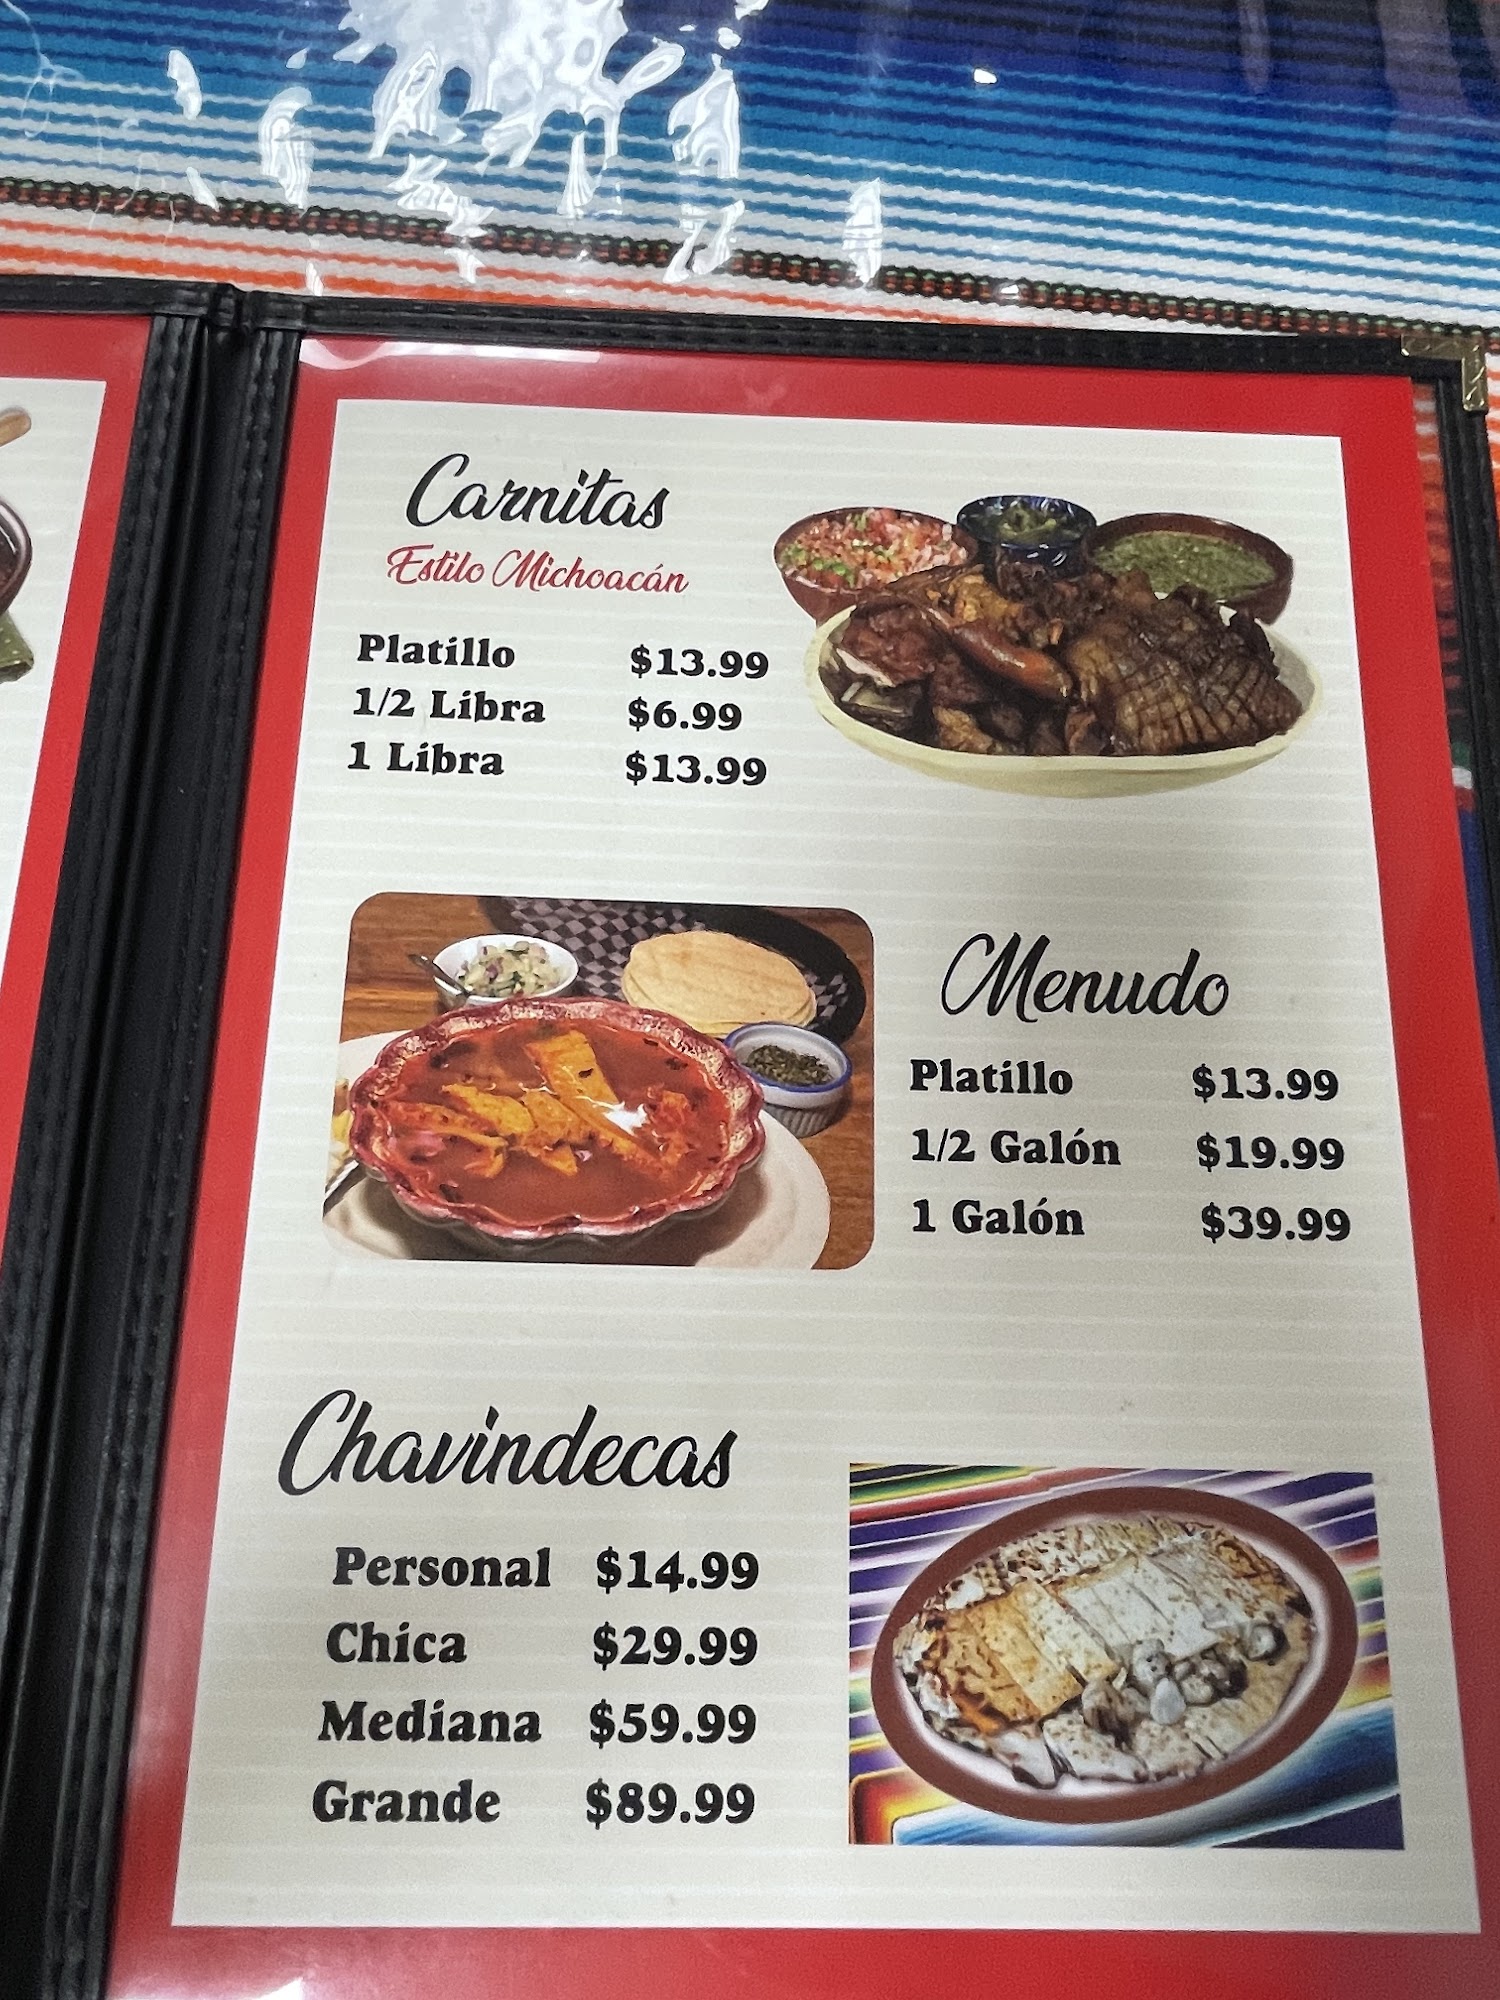 Carnitas
Estilo Michoacán
Platillo $13.99
1/2 Libra $6.99
1 Libra $13.99
Menudo
Platillo $13.99
1/2 Galón $19.99
1 Galón $39.99
Chavindecas
Personal $14.99
Chica $29.99
Mediana $59.99
Grande $89.99